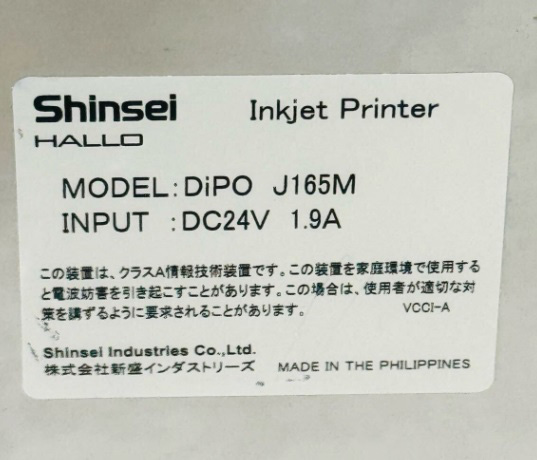 Shinsei Inkjet Printer
HALLO
MODEL:DiPO J165M
INPUT :DC24V 1.9A
この装置は、クラスA情報技術装置です。この装置を家庭環境で使用する
と電波妨害を引き起こすことがあります。この場合は、使用者が適切な対
策を講ずるように要求されることがあります。 VCCI-A
Shinsei Industries Co.,Ltd.
株式会社新盛インダストリーズ MADE IN THE PHILIPPINES